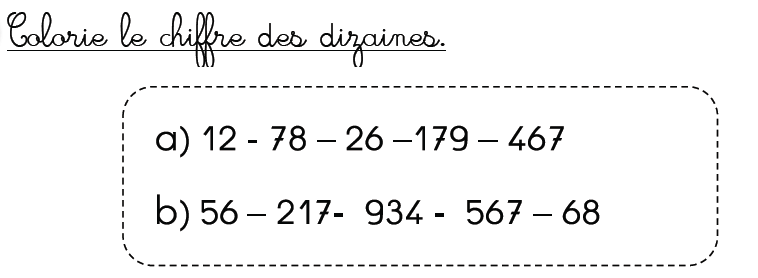 Colorie le chiffre des dizaines.
a) 12 - 78 – 26 –179 – 467
b) 56 – 217- 934 - 567 – 68